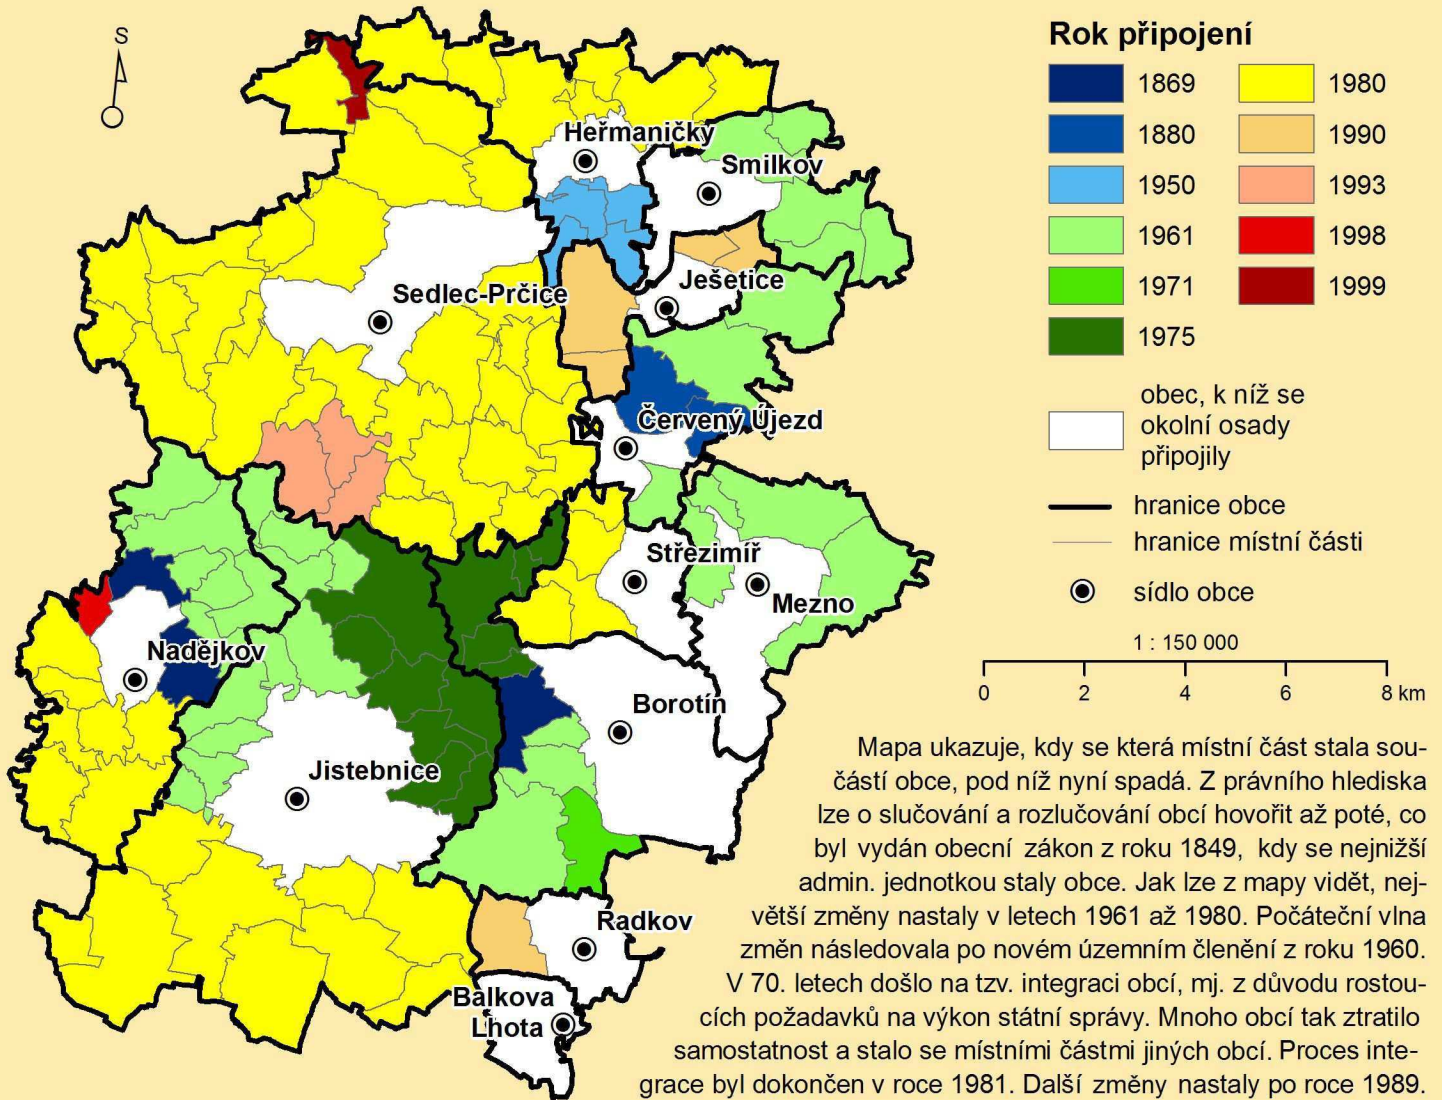 S
Heřmaničky
Smilkov
Ješetice
Sedlec-Prčice
Červený Újezd
Střezimíř
Mezno
Nadějkov
Borotín
Jistebnice
Radkov
Balkova
Lhota
Rok připojení
1869
1880
1950
1961
1971
1975
1980
1990
1993
1998
1999
obec, k níž se
okolní osady
připojily
hranice obce
hranice místní části
sídlo obce
1 : 150 000
0 2 4 6 8 km
Mapa ukazuje, kdy se která místní část stala sou-
částí obce, pod níž nyní spadá. Z právního hlediska
lze o slučování a rozlučování obcí hovořit až poté, co
byl vydán obecní zákon z roku 1849, kdy se nejnižší
admin. jednotkou staly obce. Jak lze z mapy vidět, nej-
větší změny nastaly v letech 1961 až 1980. Počáteční vlna
změn následovala po novém územním členění z roku 1960.
V 70. letech došlo na tzv. integraci obcí, mj. z důvodu rostou-
cích požadavků na výkon státní správy. Mnoho obcí tak ztratilo
samostatnost a stalo se místními částmi jiných obcí. Proces inte-
grace byl dokončen v roce 1981. Další změny nastaly po roce 1989.